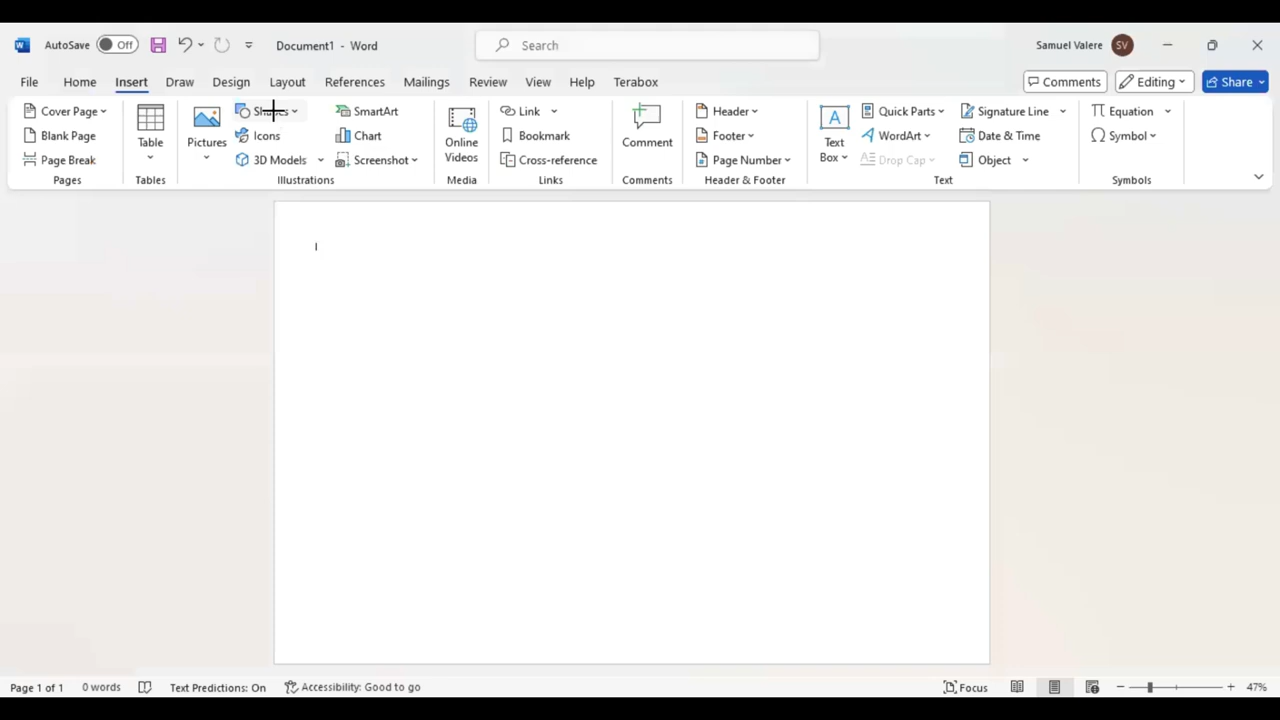 AutoSave Off Document1 - Word Search Samuel Valere SV
File Home Insert Draw Design Layout References Mailings Review View Help Terabox Comments Editing Share
Cover Page
Blank Page
Page Break
Pages
Table
Tables
Pictures
Shapes
Icons
3D Models
SmartArt
Chart
Screenshot
Illustrations
Online
Videos
Media
Link
Bookmark
Cross-reference
Links
Comment
Comments
Header
Footer
Page Number
Header & Footer
Text
Box
Quick Parts
WordArt
Drop Cap
Signature Line
Date & Time
Object
Text
Equation
Symbol
Symbols
Page 1 of 1 0 words Text Predictions: On Accessibility: Good to go Focus 47%